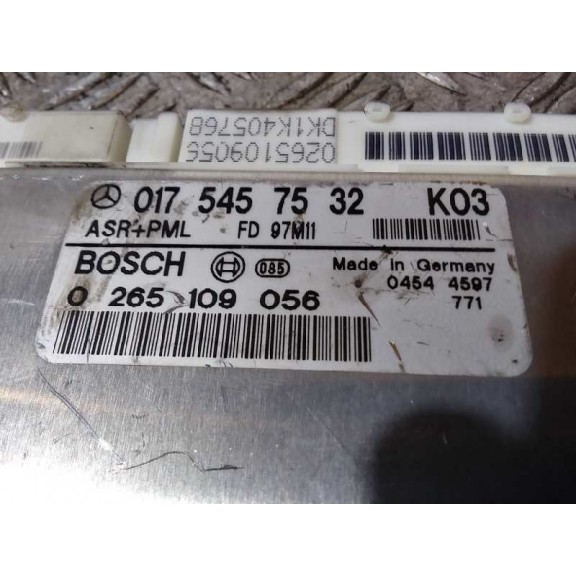 0265109056
DK1K405768
017 545 75 32 K03
ASR+PML FD 97M11
BOSCH 085 Made in Germany
0 265 109 056 0454 4597
771